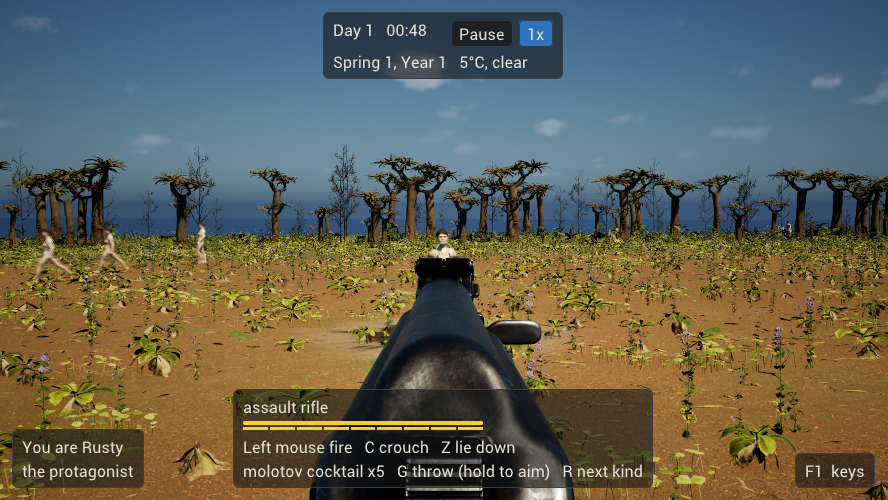 Day 1 00:48 Pause 1x
Spring 1, Year 1 5°C, clear
assault rifle
Left mouse fire C crouch Z lie down
molotov cocktail x5 G throw (hold to aim) R next kind
You are Rusty
the protagonist
F1 keys